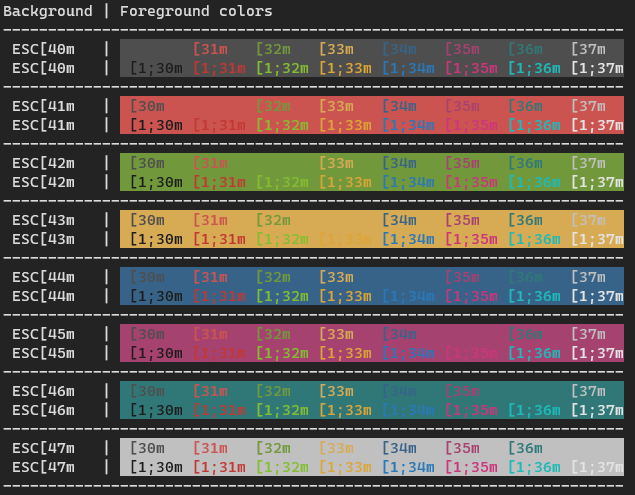 Background | Foreground colors
ESC[40m | [31m [32m [33m [34m [35m [36m [37m
ESC[40m | [1;30m [1;31m [1;32m [1;33m [1;34m [1;35m [1;36m [1;37m
ESC[41m | [30m [32m [33m [34m [35m [36m [37m
ESC[41m | [1;30m [1;31m [1;32m [1;33m [1;34m [1;35m [1;36m [1;37m
ESC[42m | [30m [31m [33m [34m [35m [36m [37m
ESC[42m | [1;30m [1;31m [1;32m [1;33m [1;34m [1;35m [1;36m [1;37m
ESC[43m | [30m [31m [32m [34m [35m [36m [37m
ESC[43m | [1;30m [1;31m [1;32m [1;33m [1;34m [1;35m [1;36m [1;37m
ESC[44m | [30m [31m [32m [33m [35m [36m [37m
ESC[44m | [1;30m [1;31m [1;32m [1;33m [1;34m [1;35m [1;36m [1;37m
ESC[45m | [30m [31m [32m [33m [34m [36m [37m
ESC[45m | [1;30m [1;31m [1;32m [1;33m [1;34m [1;35m [1;36m [1;37m
ESC[46m | [30m [31m [32m [33m [34m [35m [37m
ESC[46m | [1;30m [1;31m [1;32m [1;33m [1;34m [1;35m [1;36m [1;37m
ESC[47m | [30m [31m [32m [33m [34m [35m [36m
ESC[47m | [1;30m [1;31m [1;32m [1;33m [1;34m [1;35m [1;36m [1;37m